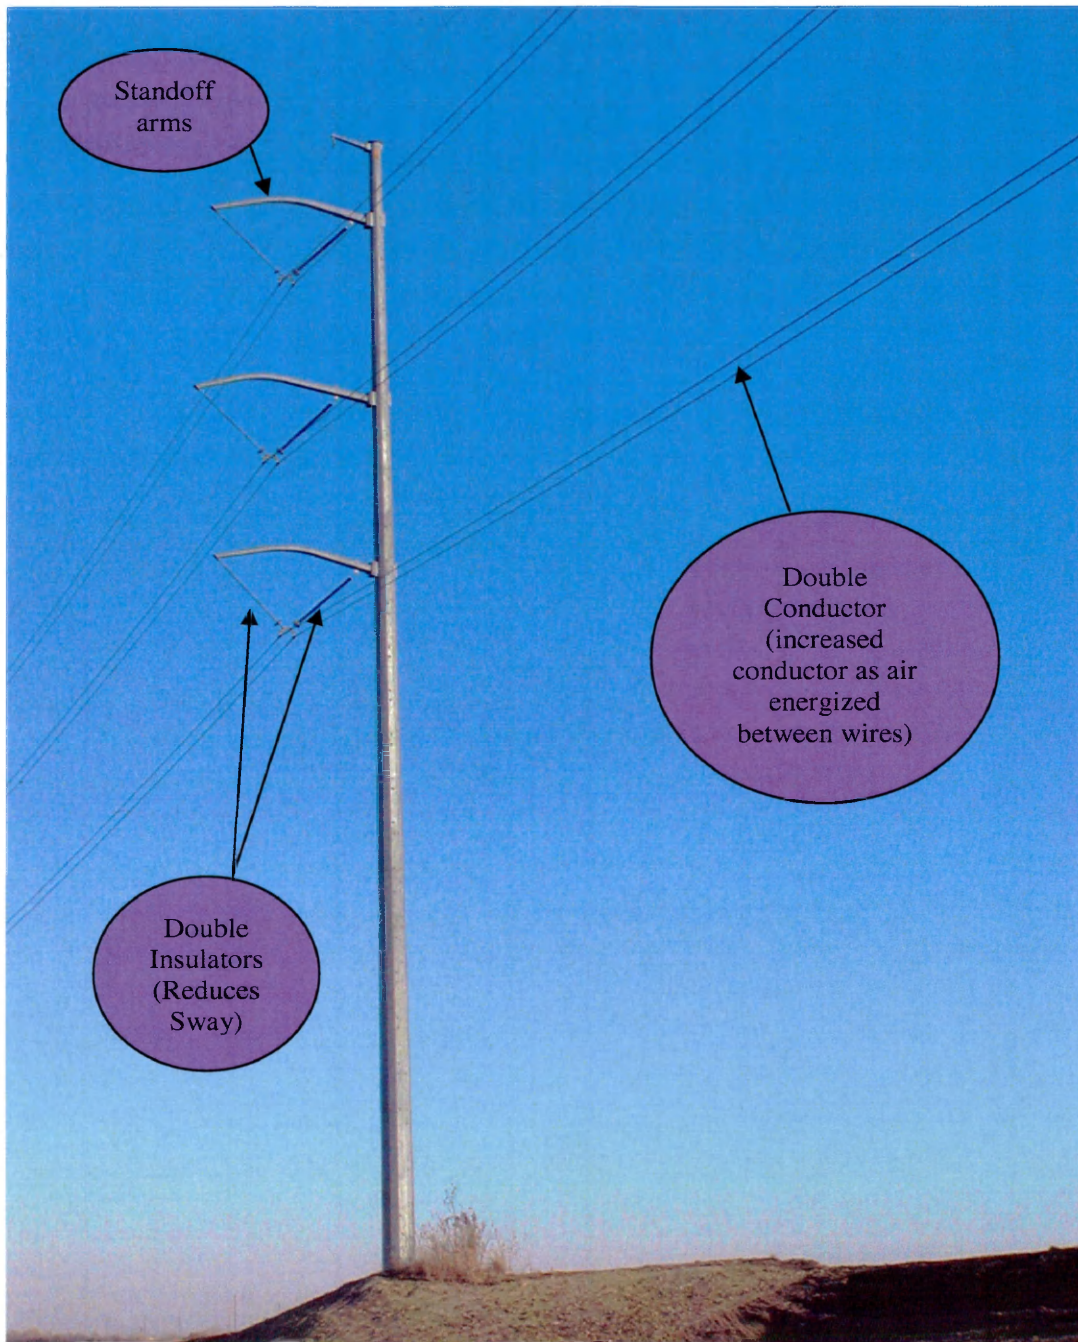 Standoff
arms
Double
Conductor
(increased
conductor as air
energized
between wires)
Double
Insulators
(Reduces
Sway)